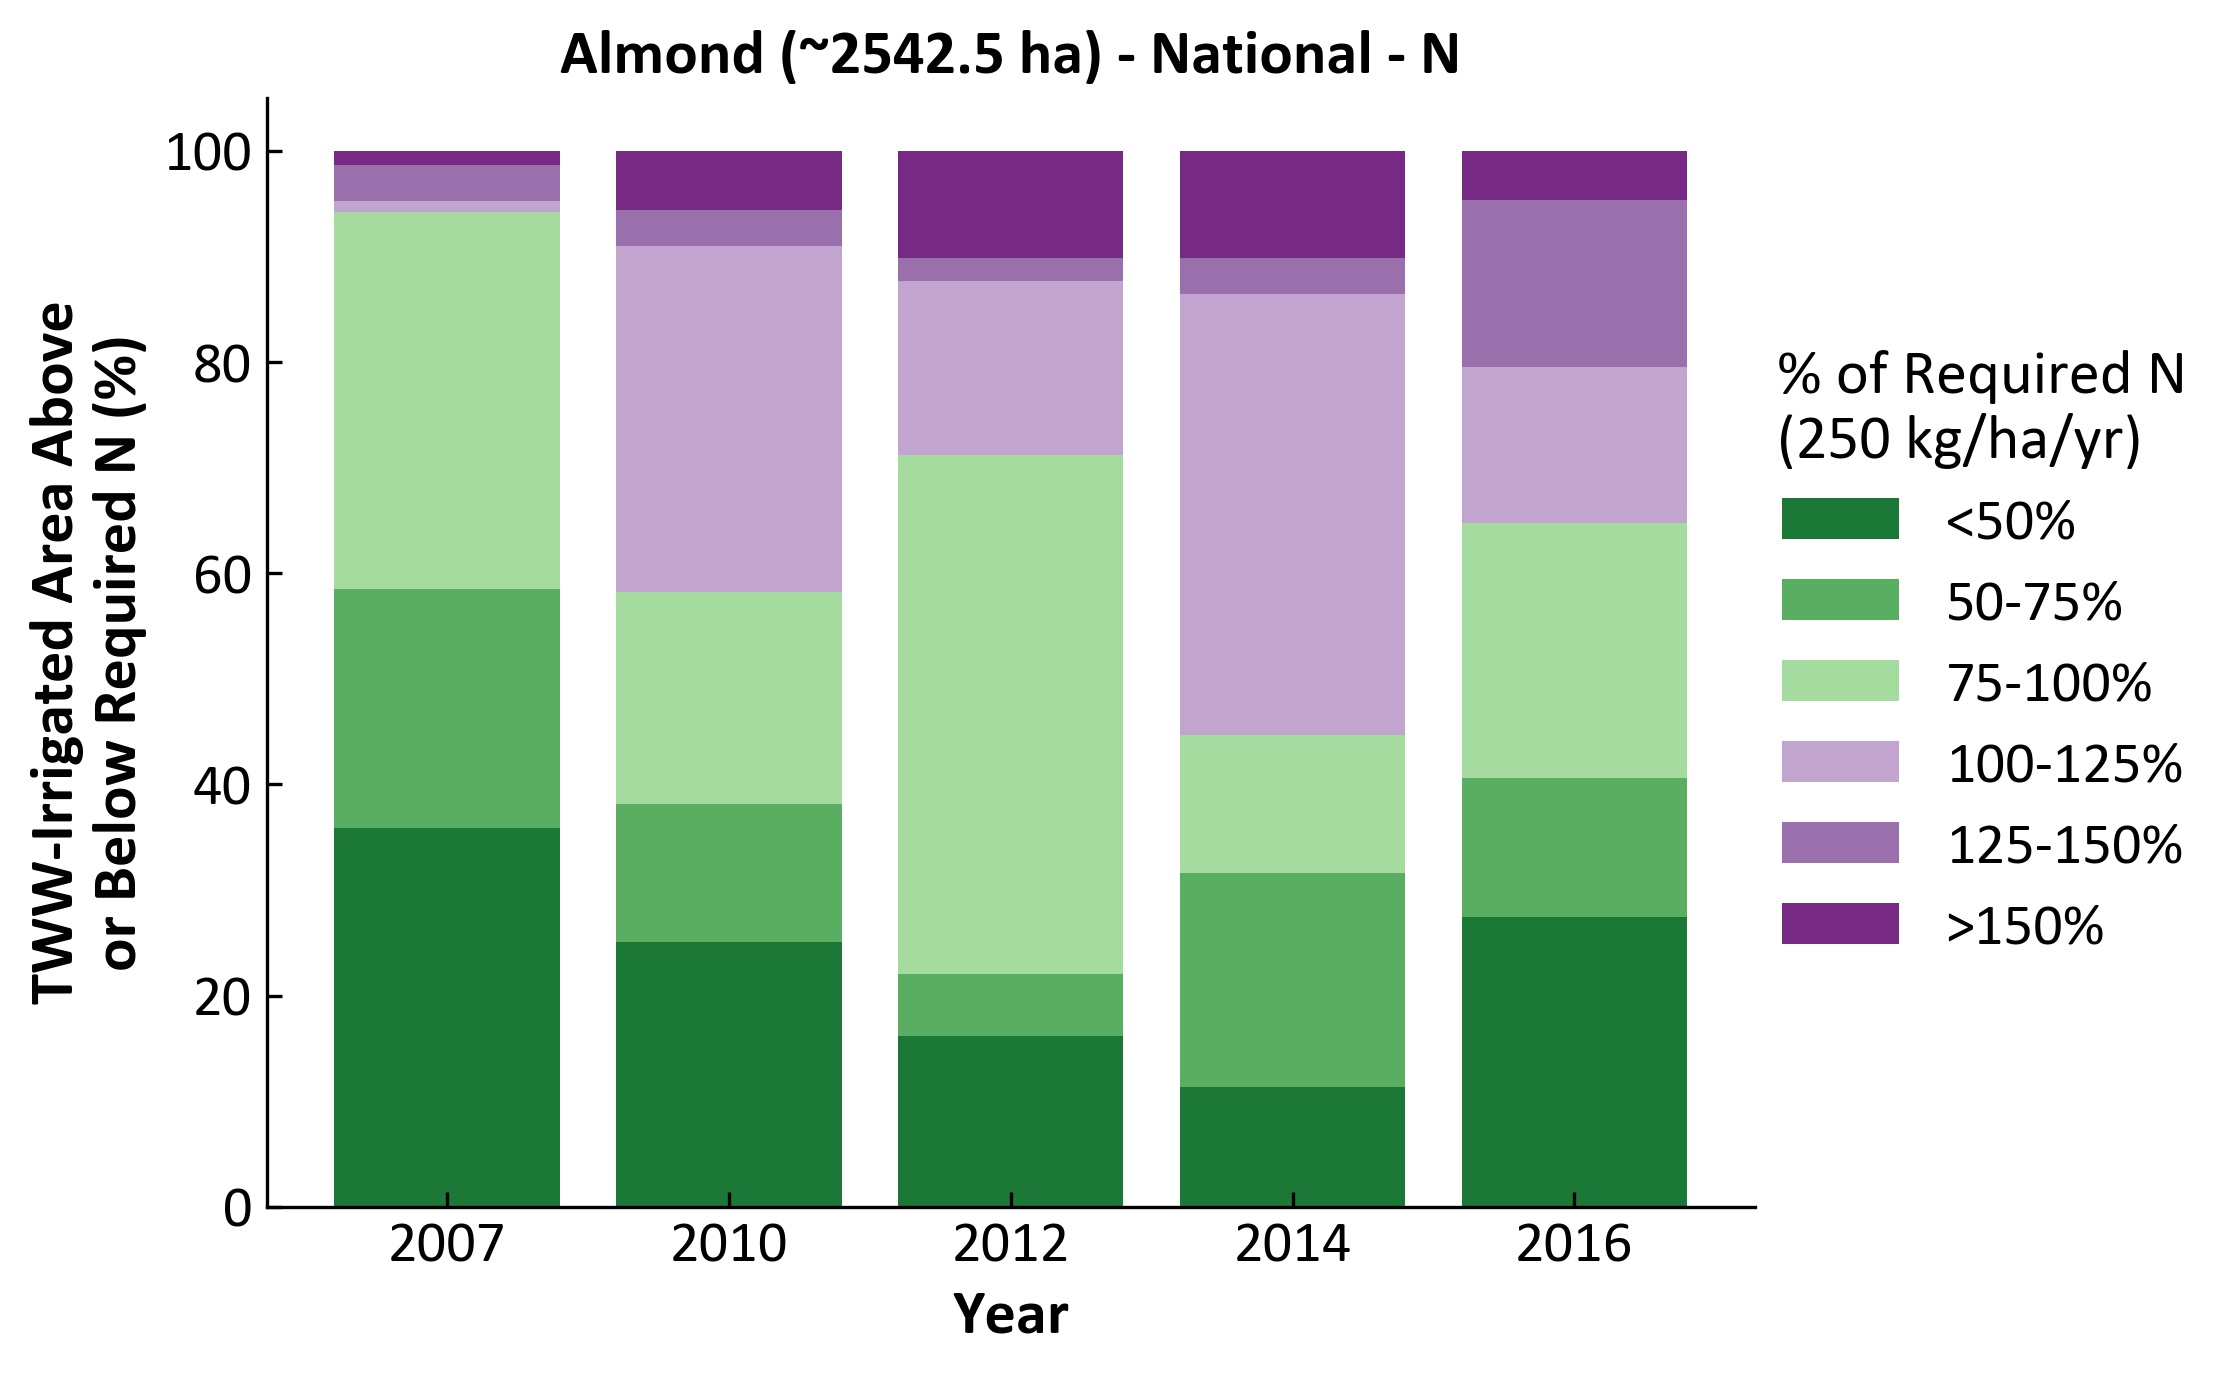 Almond (~2542.5 ha) - National - N
TWW-Irrigated Area Above
or Below Required N (%)
100
80
60
40
20
0
2007
2010
2012
2014
2016
Year
% of Required N
(250 kg/ha/yr)
<50%
50-75%
75-100%
100-125%
125-150%
>150%